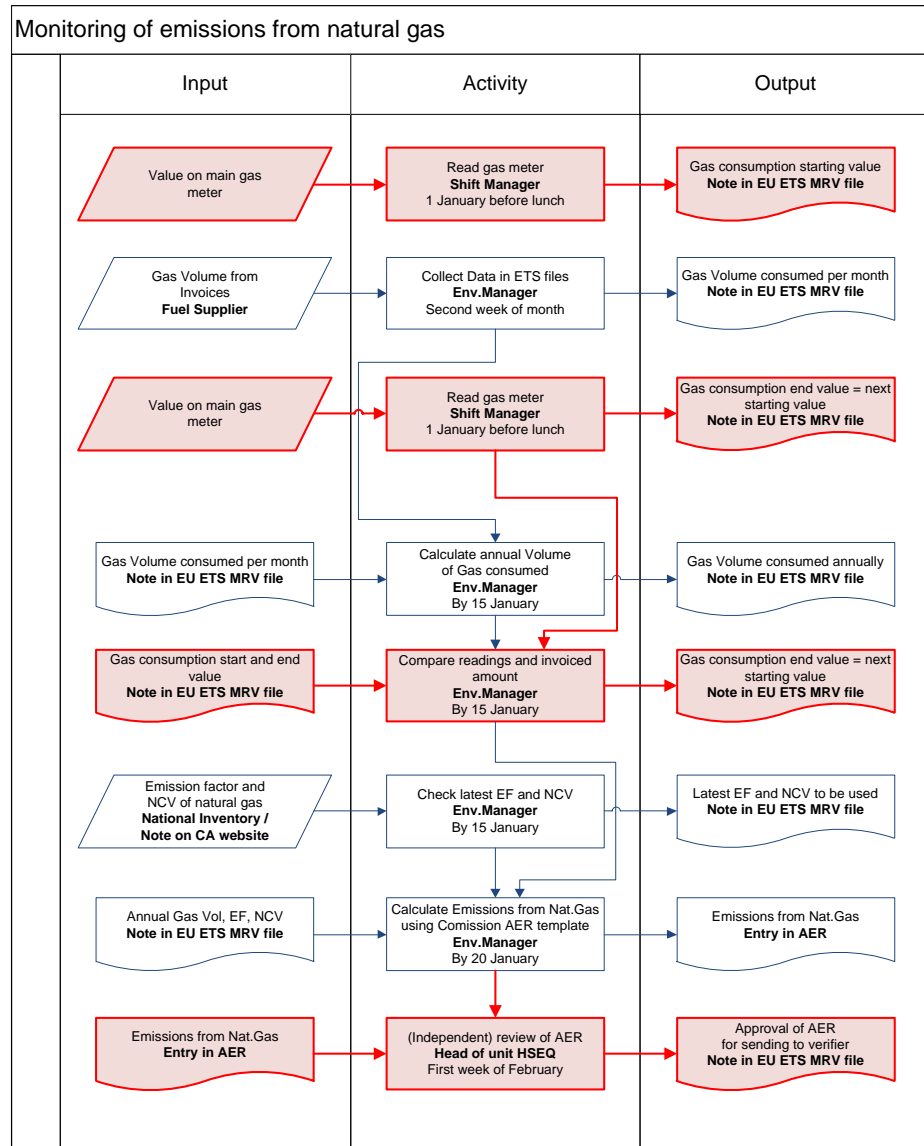 Monitoring of emissions from natural gas
Input
Activity
Output
Value on main gas
meter
Read gas meter
Shift Manager
1 January before lunch
Gas consumption starting value
Note in EU ETS MRV file
Gas Volume from
Invoices
Fuel Supplier
Collect Data in ETS files
Env.Manager
Second week of month
Gas Volume consumed per month
Note in EU ETS MRV file
Value on main gas
meter
Read gas meter
Shift Manager
1 January before lunch
Gas consumption end value = next
starting value
Note in EU ETS MRV file
Gas Volume consumed per month
Note in EU ETS MRV file
Calculate annual Volume
of Gas consumed
Env.Manager
By 15 January
Gas Volume consumed annually
Note in EU ETS MRV file
Gas consumption start and end
value
Note in EU ETS MRV file
Compare readings and invoiced
amount
Env.Manager
By 15 January
Gas consumption end value = next
starting value
Note in EU ETS MRV file
Emission factor and
NCV of natural gas
National Inventory /
Note on CA website
Check latest EF and NCV
Env.Manager
By 15 January
Latest EF and NCV to be used
Note in EU ETS MRV file
Annual Gas Vol, EF, NCV
Note in EU ETS MRV file
Calculate Emissions from Nat.Gas
using Comission AER template
Env.Manager
By 20 January
Emissions from Nat.Gas
Entry in AER
Emissions from Nat.Gas
Entry in AER
(Independent) review of AER
Head of unit HSEQ
First week of February
Approval of AER
for sending to verifier
Note in EU ETS MRV file